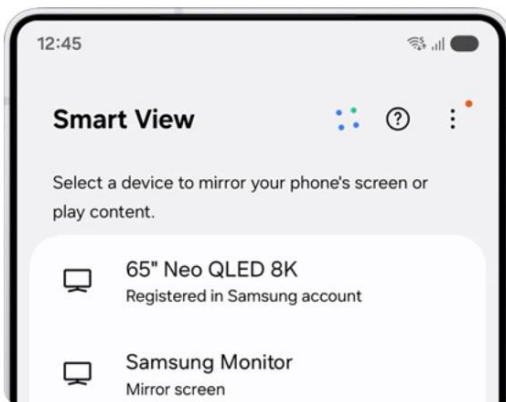 12:45
Smart View
Select a device to mirror your phone's screen or
play content.
65" Neo QLED 8K
Registered in Samsung account
Samsung Monitor
Mirror screen